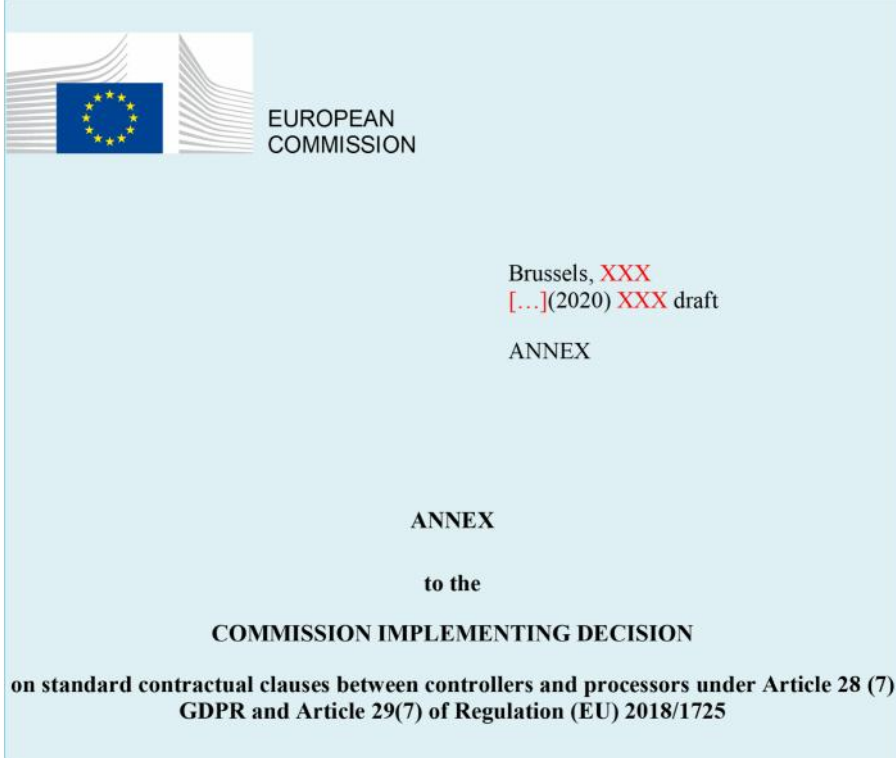 EUROPEAN
COMMISSION
Brussels, XXX
[…](2020) XXX draft
ANNEX
ANNEX
to the
COMMISSION IMPLEMENTING DECISION
on standard contractual clauses between controllers and processors under Article 28 (7)
GDPR and Article 29(7) of Regulation (EU) 2018/1725